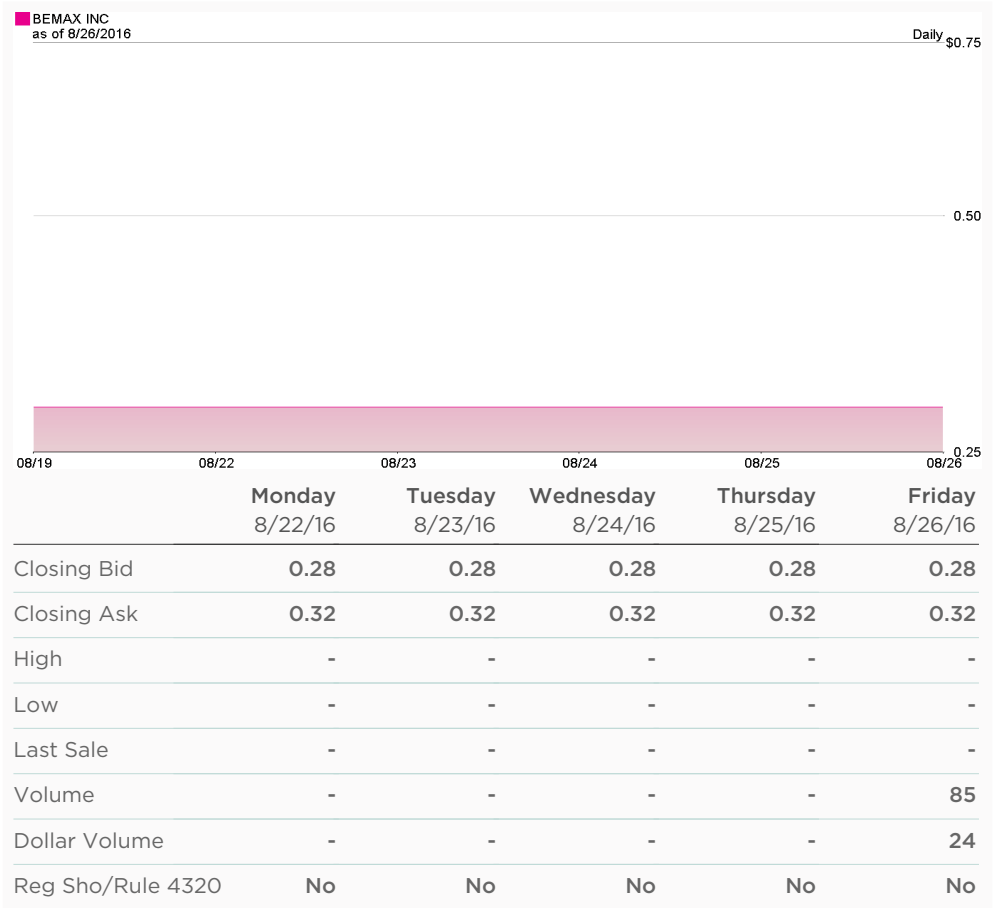 BEMAX INC
as of 8/26/2016
Daily
$0.75
0.50
0.25
08/19 08/22 08/23 08/24 08/25 08/26
Monday Tuesday Wednesday Thursday Friday
8/22/16 8/23/16 8/24/16 8/25/16 8/26/16
Closing Bid 0.28 0.28 0.28 0.28 0.28
Closing Ask 0.32 0.32 0.32 0.32 0.32
High - - - - -
Low - - - - -
Last Sale - - - - -
Volume - - - - 85
Dollar Volume - - - - 24
Reg Sho/Rule 4320 No No No No No